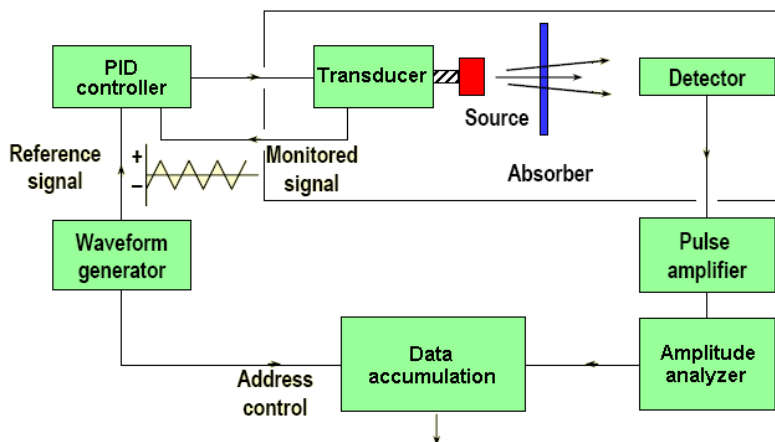 PID
controller
Transducer
Detector
Source
Reference
signal
+
−
Monitored
signal
Absorber
Waveform
generator
Pulse
amplifier
Data
accumulation
Amplitude
analyzer
Address
control